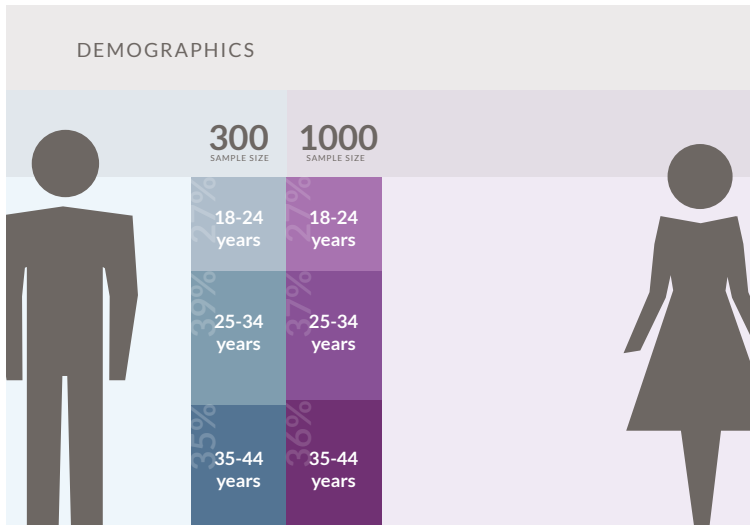 DEMOGRAPHICS
300
SAMPLE SIZE
1000
SAMPLE SIZE
27%
18-24
years
27%
18-24
years
39%
25-34
years
37%
25-34
years
35%
35-44
years
36%
35-44
years